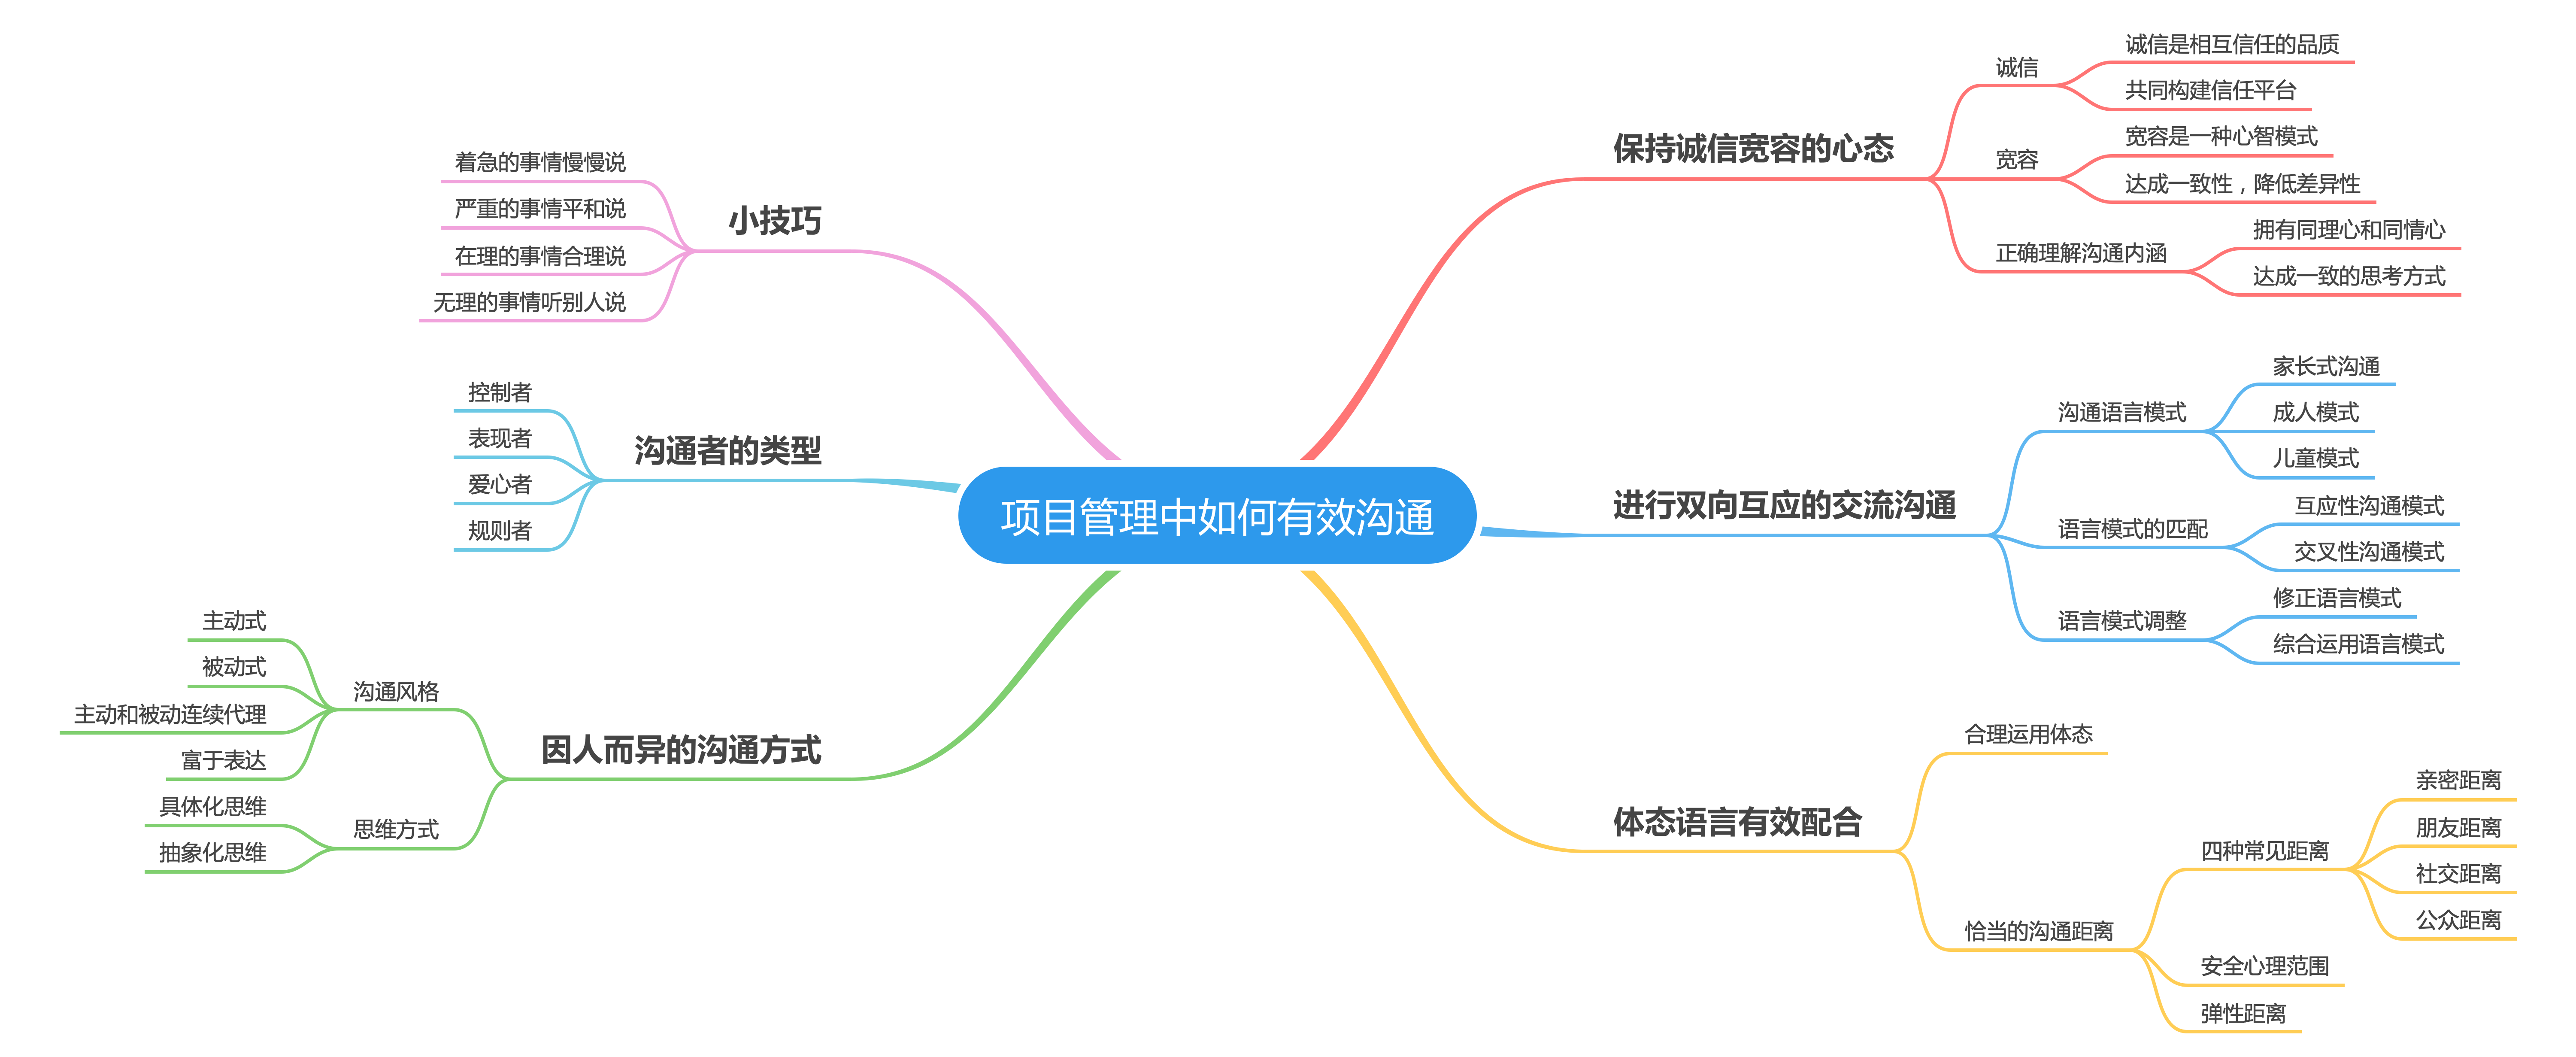 项目管理中如何有效沟通
保持诚信宽容的心态
诚信
诚信是相互信任的品质
共同构建信任平台
宽容
宽容是一种心智模式
达成一致性，降低差异性
正确理解沟通内涵
拥有同理心和同情心
达成一致的思考方式
进行双向互应的交流沟通
沟通语言模式
家长式沟通
成人模式
儿童模式
语言模式的匹配
互应性沟通模式
交叉性沟通模式
语言模式调整
修正语言模式
综合运用语言模式
体态语言有效配合
合理运用体态
恰当的沟通距离
四种常见距离
亲密距离
朋友距离
社交距离
公众距离
安全心理范围
弹性距离
小技巧
着急的事情慢慢说
严重的事情平和说
在理的事情合理说
无理的事情听别人说
沟通者的类型
控制者
表现者
爱心者
规则者
因人而异的沟通方式
沟通风格
主动式
被动式
主动和被动连续代理
富于表达
思维方式
具体化思维
抽象化思维